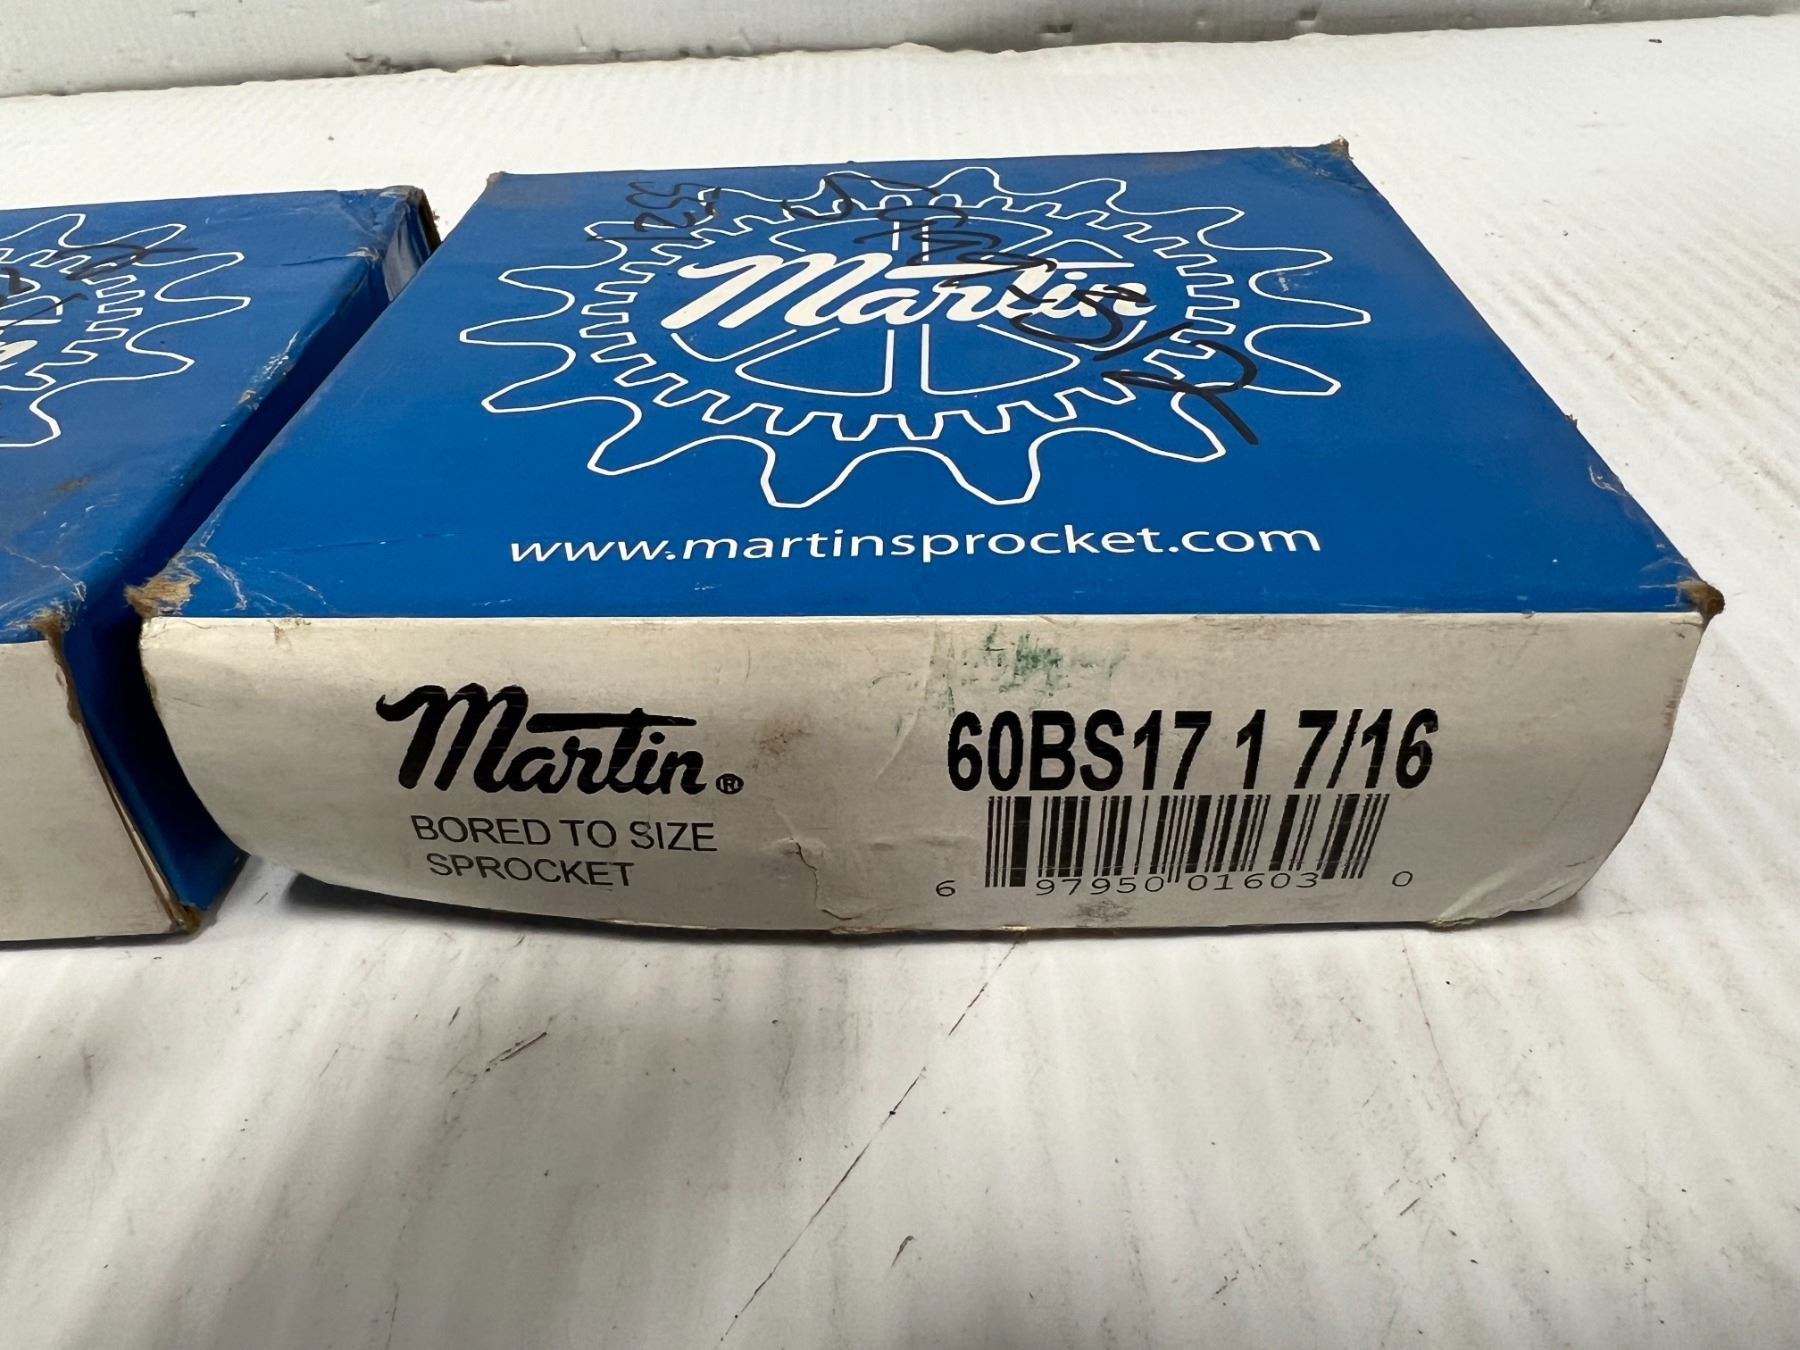 Martin
www.martinsprocket.com
Martin®
BORED TO SIZE
SPROCKET
60BS17 1 7/16
6 97950 01603 0